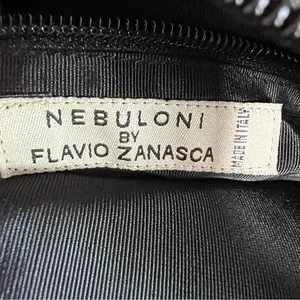 NEBULONI
BY
FLAVIO ZANASCA
MADE IN ITALY